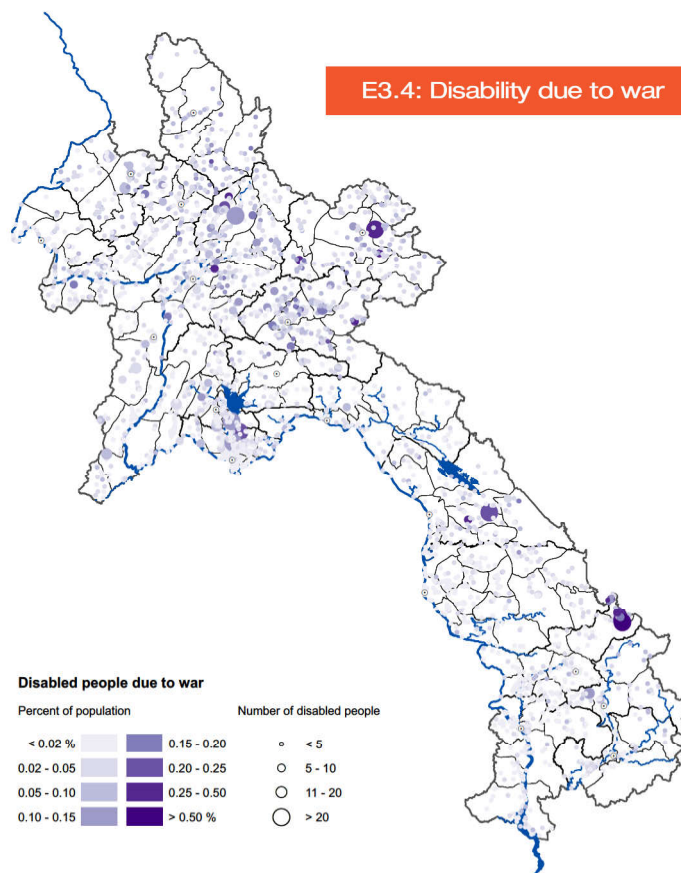 E3.4: Disability due to war
Disabled people due to war
Percent of population
Number of disabled people
< 0.02 %
0.15 - 0.20
< 5
0.02 - 0.05
0.20 - 0.25
5 - 10
0.05 - 0.10
0.25 - 0.50
11 - 20
0.10 - 0.15
> 0.50 %
> 20